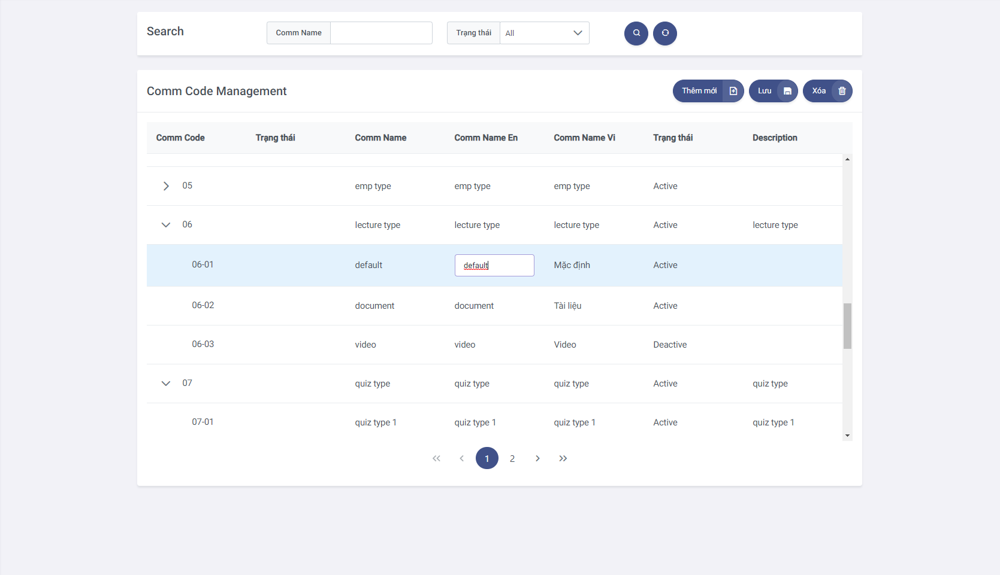 Search
Comm Name
Trạng thái
All
Comm Code Management
Thêm mới
Lưu
Xóa
Comm Code Trạng thái Comm Name Comm Name En Comm Name Vi Trạng thái Description
05 emp type emp type emp type Active
06 lecture type lecture type lecture type Active lecture type
06-01 default default Mặc định Active
06-02 document document Tài liệu Active
06-03 video video Video Deactive
07 quiz type quiz type quiz type Active quiz type
07-01 quiz type 1 quiz type 1 quiz type 1 Active quiz type 1
1 2